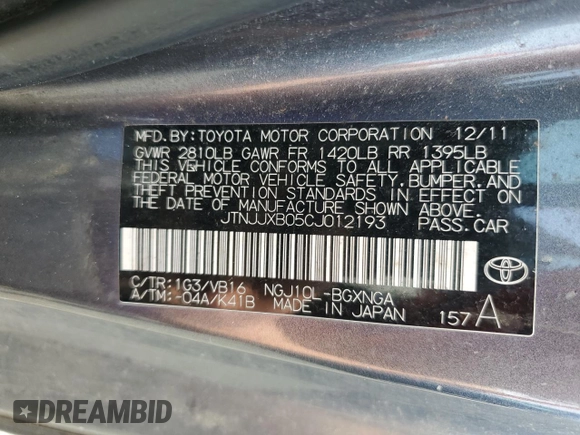 MFD. BY: TOYOTA MOTOR CORPORATION 12/11
GVWR 2810LB GAWR FR 1420LB RR 1395LB
THIS VEHICLE CONFORMS TO ALL APPLICABLE
FEDERAL MOTOR VEHICLE SAFETY, BUMPER, AND
THEFT PREVENTION STANDARDS IN EFFECT ON
THE DATE OF MANUFACTURE SHOWN ABOVE.
JTNJJXB05CJ012193 PASS. CAR
C/TR: 1G3/VB16 NGJ10L-BGXNGA
A/TM: -04A/K41B MADE IN JAPAN
157 A
DREAMBID